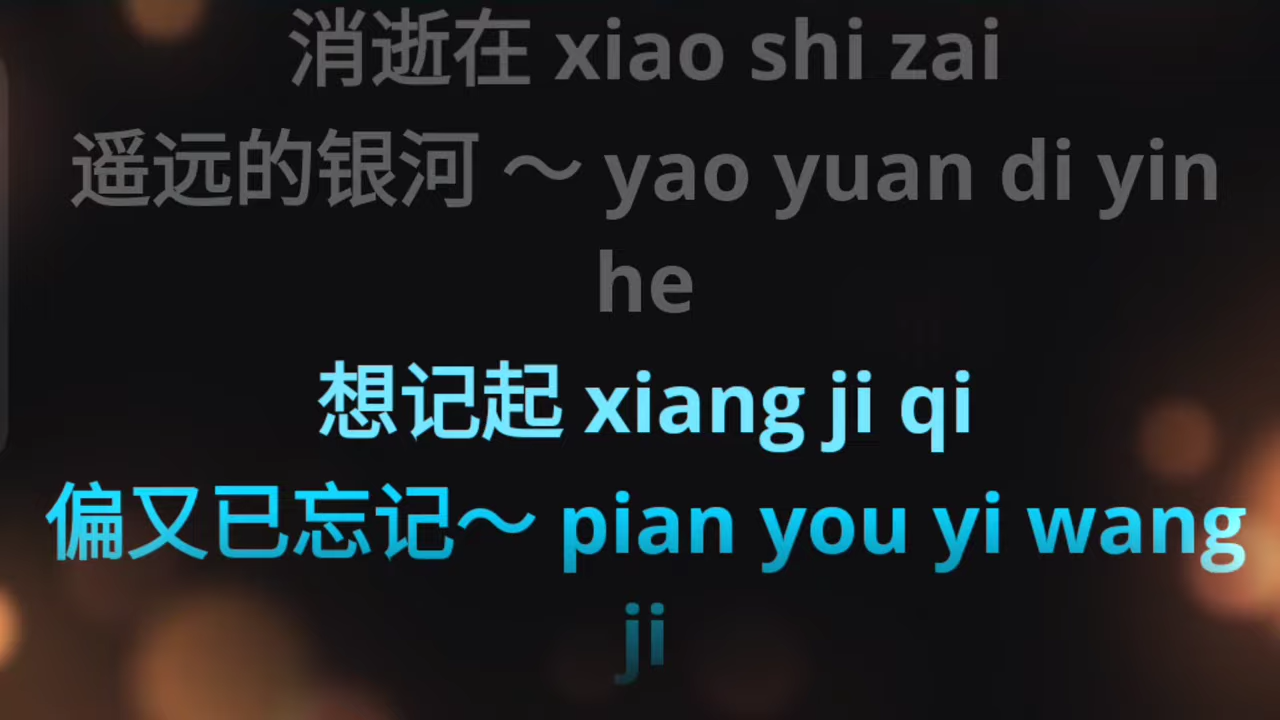 消逝在 xiao shi zai
遥远的银河 ～ yao yuan di yin
he
想记起 xiang ji qi
偏又已忘记～ pian you yi wang
ji